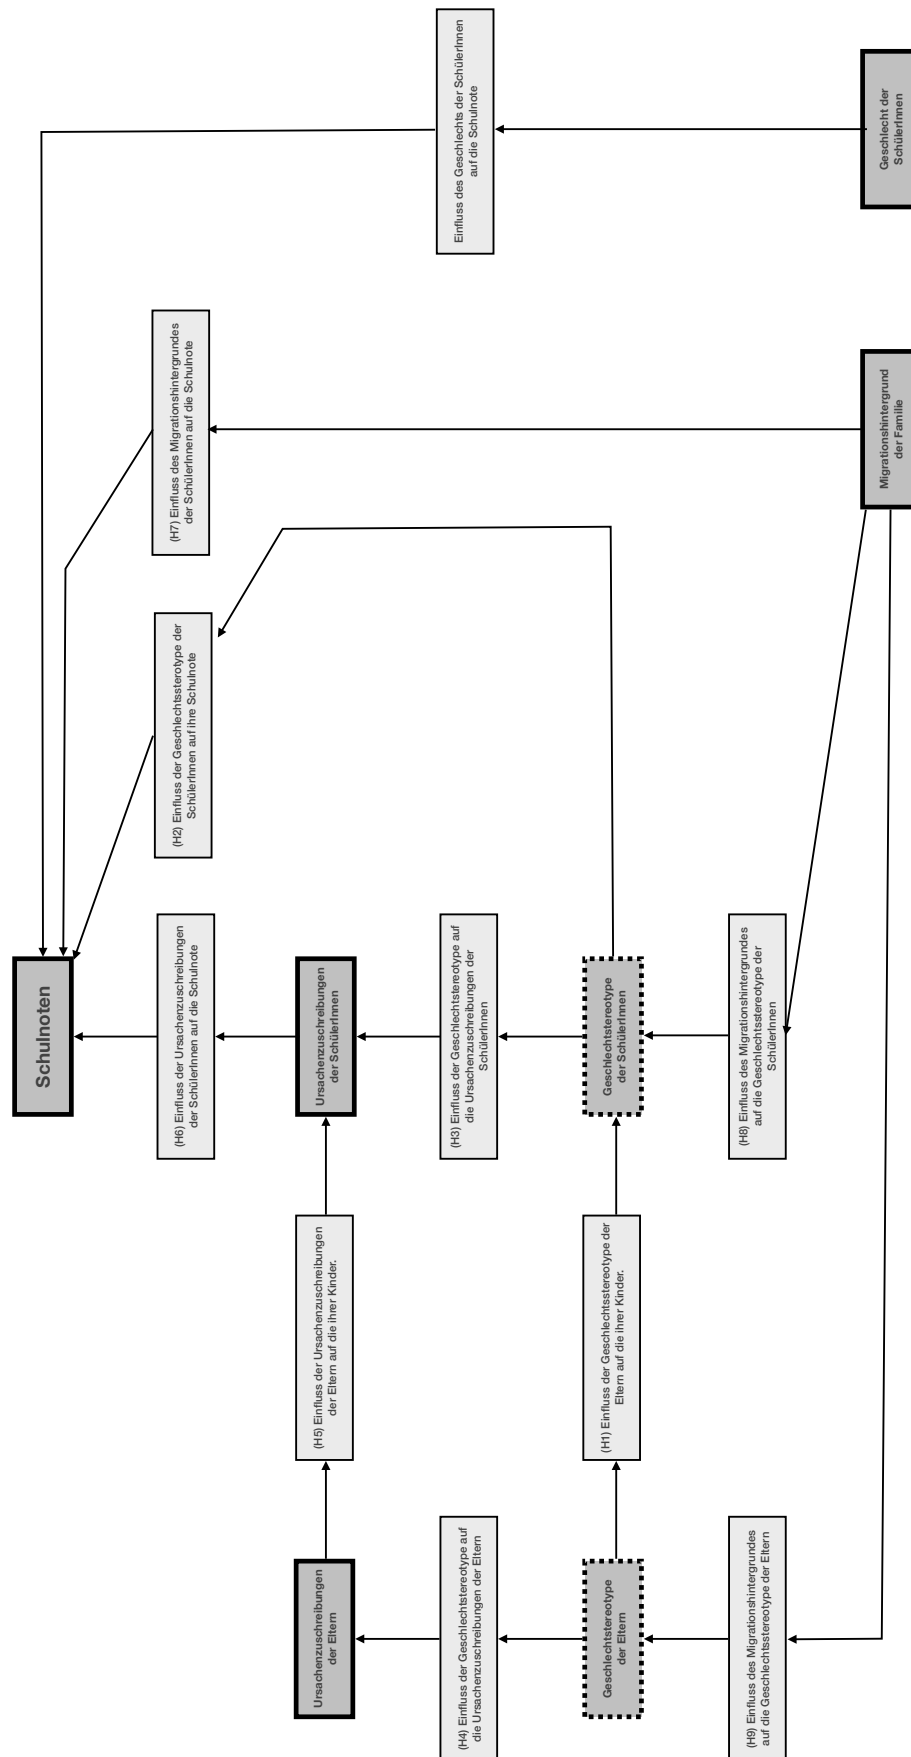 Schulnoten
(H6) Einfluss der Ursachenzuschreibungen
der SchülerInnen auf die Schulnote
(H2) Einfluss der Geschlechtssterotype der
SchülerInnen auf ihre Schulnote
(H7) Einfluss des Migrationshintergrundes
der SchülerInnen auf die Schulnote
Ursachenzuschreibungen
der Eltern
(H5) Einfluss der Ursachenzuschreibungen
der Eltern auf die ihrer Kinder.
Ursachenzuschreibungen
der SchülerInnen
(H4) Einfluss der Geschlechtstereotype auf
die Ursachenzuschreibungen der Eltern
(H3) Einfluss der Geschlechtstereotype auf
die Ursachenzuschreibungen der
SchülerInnen
Einfluss des Geschlechts der SchülerInnen
auf die Schulnote
Geschlechtstereotype
der Eltern
(H1) Einfluss der Geschlechtsstereotype der
Eltern auf die ihrer Kinder.
Geschlechtstereotype
der SchülerInnen
(H9) Einfluss des Migrationshintergrundes
auf die Geschlechtsstereotype der Eltern
(H8) Einfluss des Migrationshintergrundes
auf die Geschlechtsstereotype der
SchülerInnen
Migrationshintergrund
der Familie
Geschlecht der
SchülerInnen